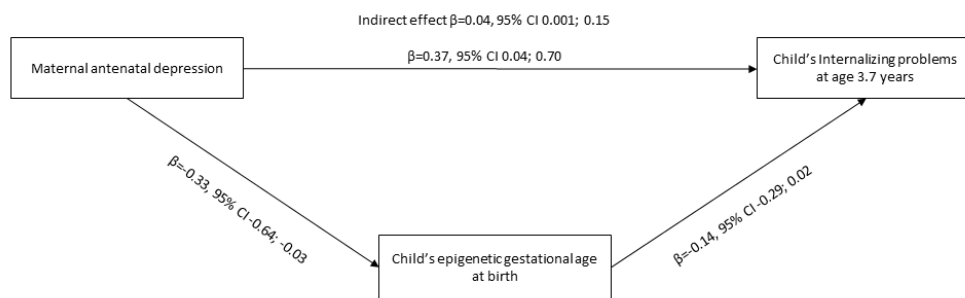 Indirect effect β=0.04, 95% CI 0.001; 0.15
Maternal antenatal depression
β=0.37, 95% CI 0.04; 0.70
Child's Internalizing problems
at age 3.7 years
β=-0.33, 95% CI -0.64; -0.03
β=-0.14, 95% CI -0.29; 0.02
Child's epigenetic gestational age
at birth